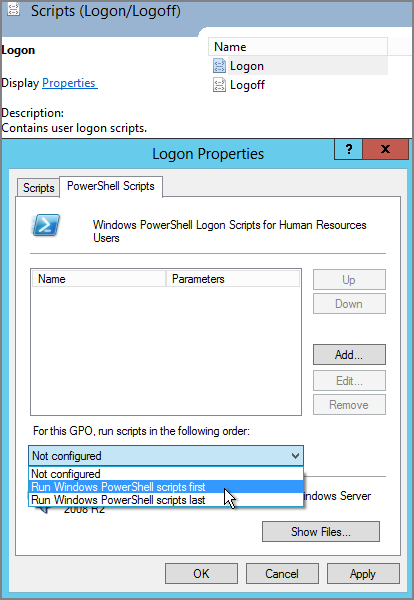 Scripts (Logon/Logoff)
Logon
Name
Logon
Display Properties
Logoff
Description:
Contains user logon scripts.
Logon Properties
?
Scripts
PowerShell Scripts
Windows PowerShell Logon Scripts for Human Resources
Users
Name
Parameters
Up
Down
Add...
Edit...
Remove
For this GPO, run scripts in the following order:
Not configured
Not configured
Run Windows PowerShell scripts first
Run Windows PowerShell scripts last
Server
2008 R2
Show Files...
OK
Cancel
Apply